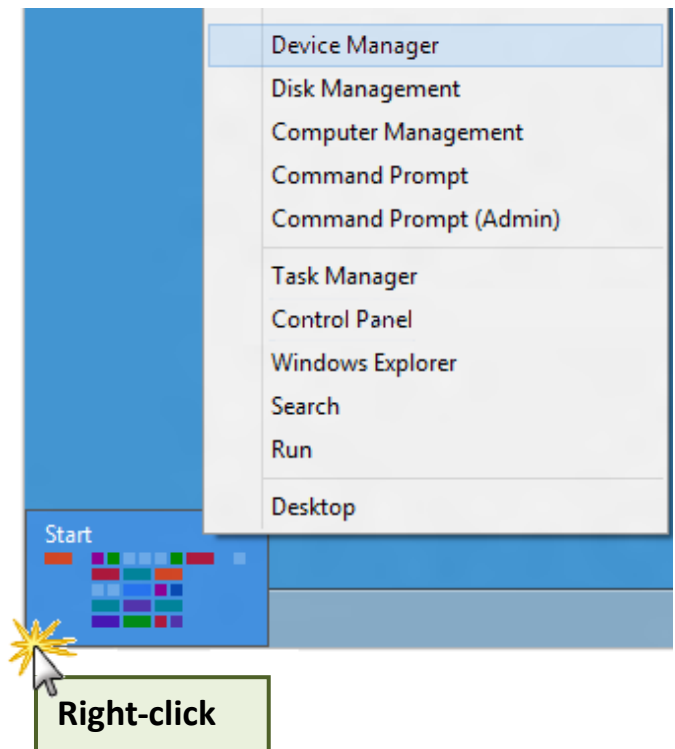 Device Manager
Disk Management
Computer Management
Command Prompt
Command Prompt (Admin)
Task Manager
Control Panel
Windows Explorer
Search
Run
Desktop
Start
Right-click